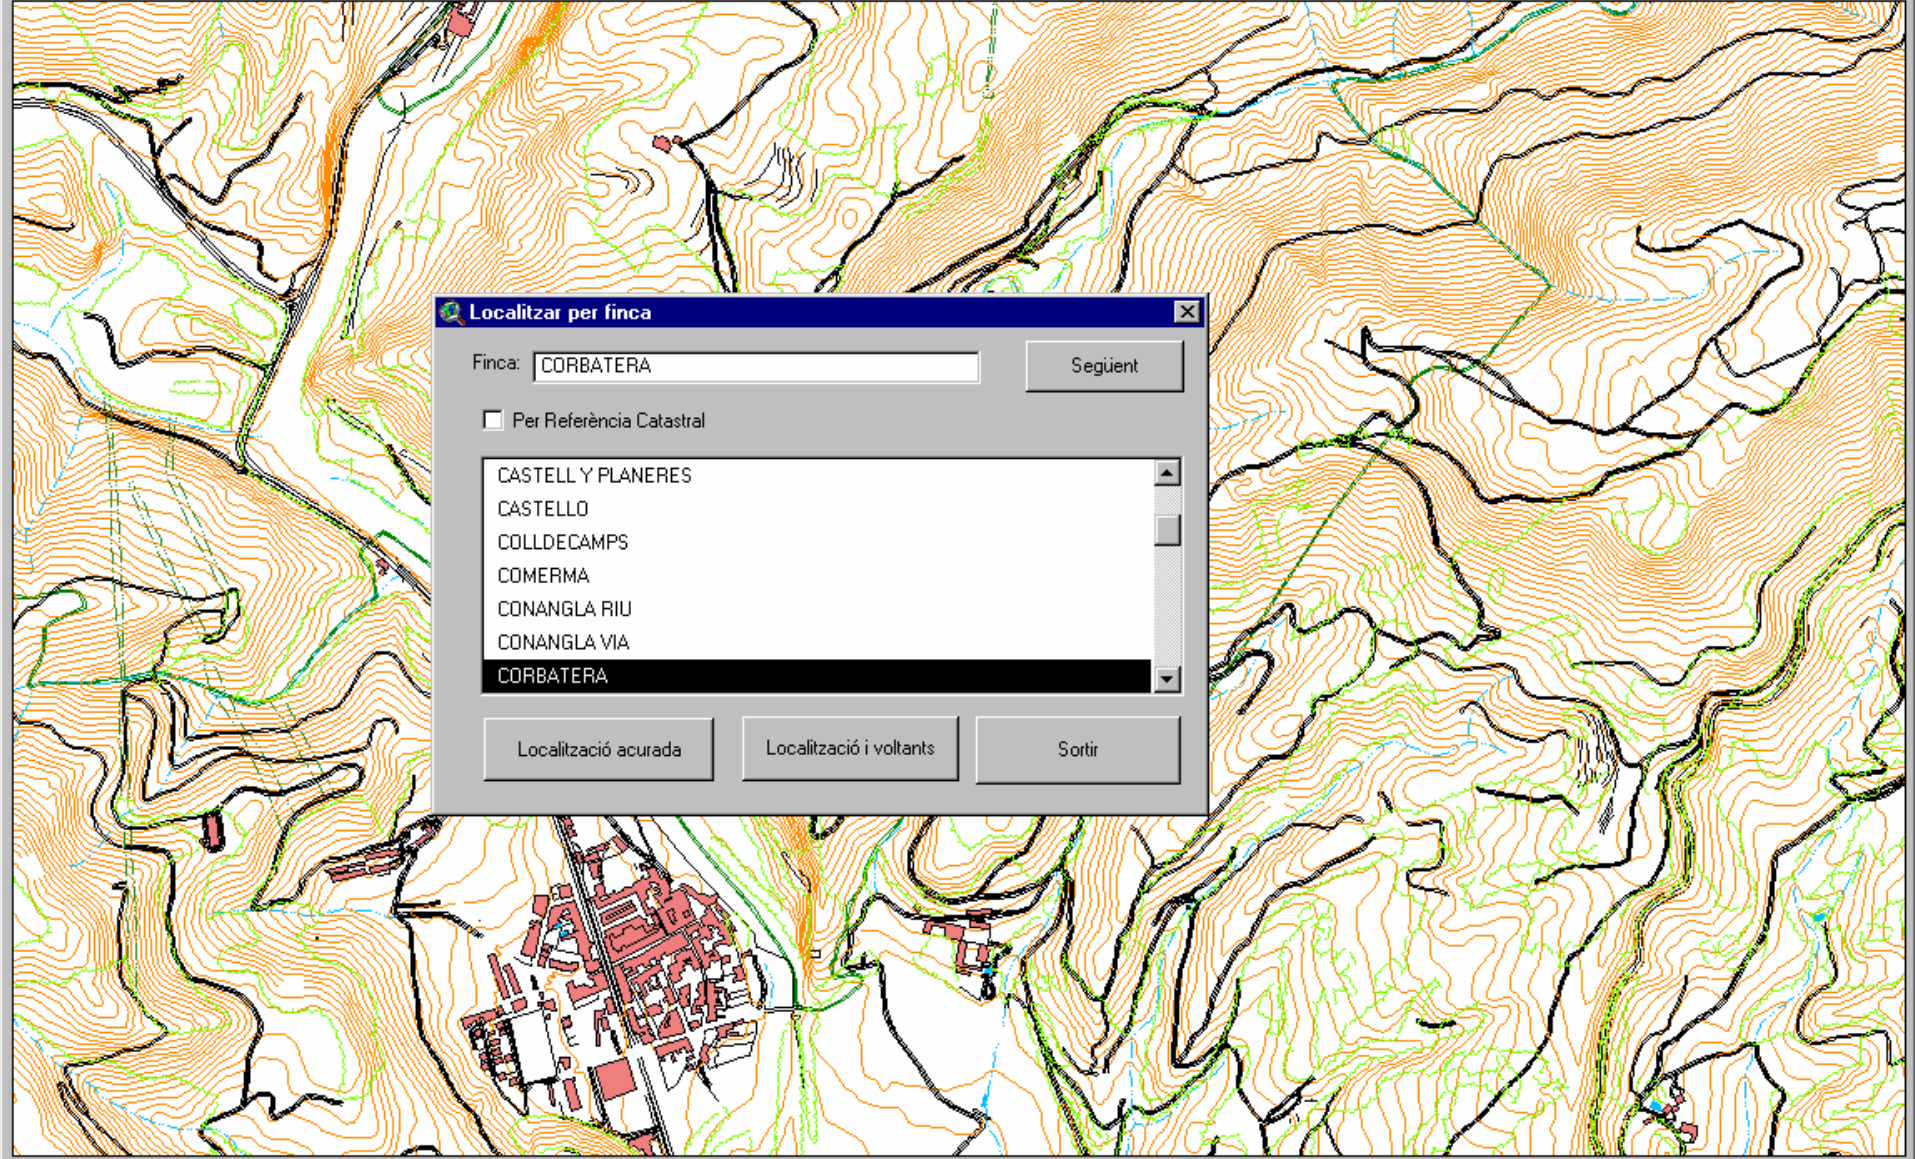 Localitzar per finca
Finca: CORBATERA Següent
Per Referència Catastral
CASTELL Y PLANERES
CASTELLO
COLLDECAMPS
COMERMA
CONANGLA RIU
CONANGLA VIA
CORBATERA
Localització acurada Localització i voltants Sortir